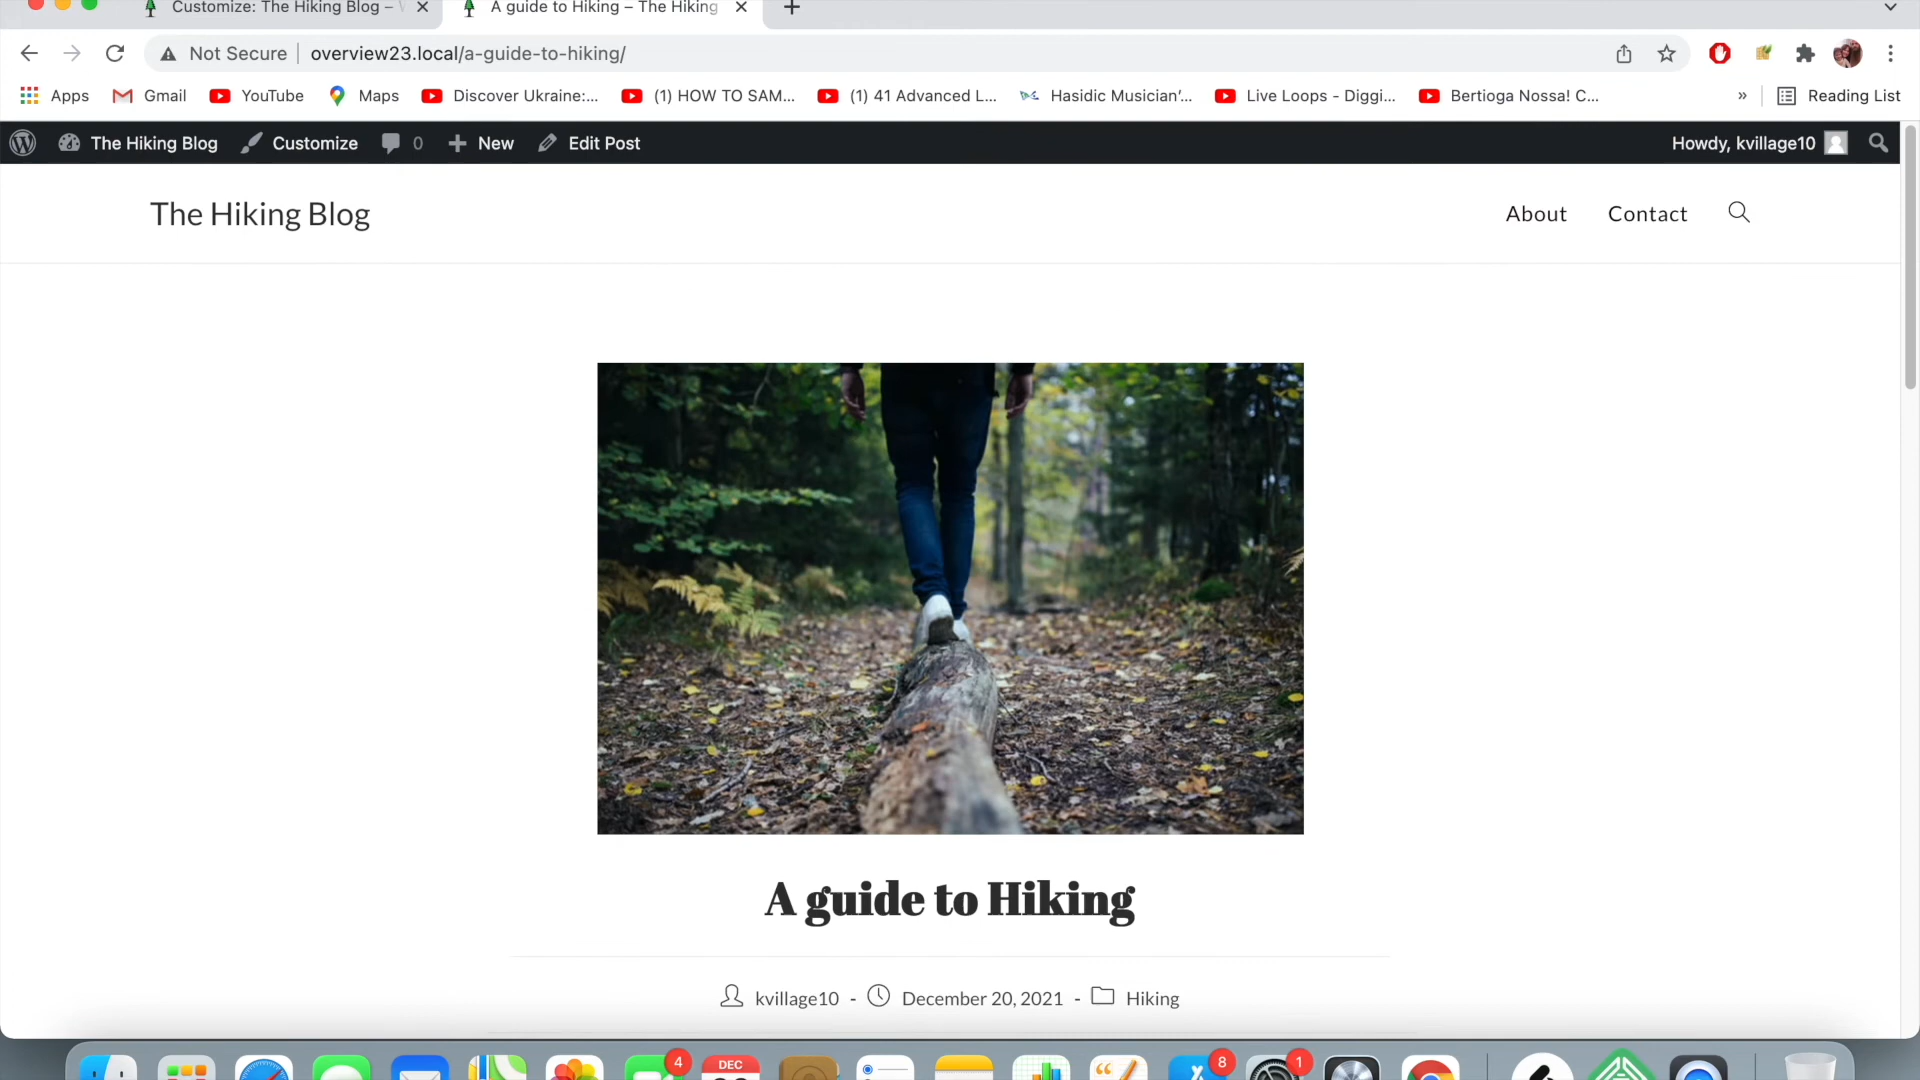 Customize: The Hiking Blog –
A guide to Hiking – The Hiking
Not Secure
overview23.local/a-guide-to-hiking/
Apps
Gmail
YouTube
Maps
Discover Ukraine:...
(1) HOW TO SAM...
(1) 41 Advanced L...
Hasidic Musician’...
Live Loops - Diggi...
Bertioga Nossa! C...
»
Reading List
The Hiking Blog
Customize
0
New
Edit Post
Howdy, kvillage10
The Hiking Blog
About
Contact
A guide to Hiking
kvillage10 - December 20, 2021 - Hiking
4
DEC
8
1